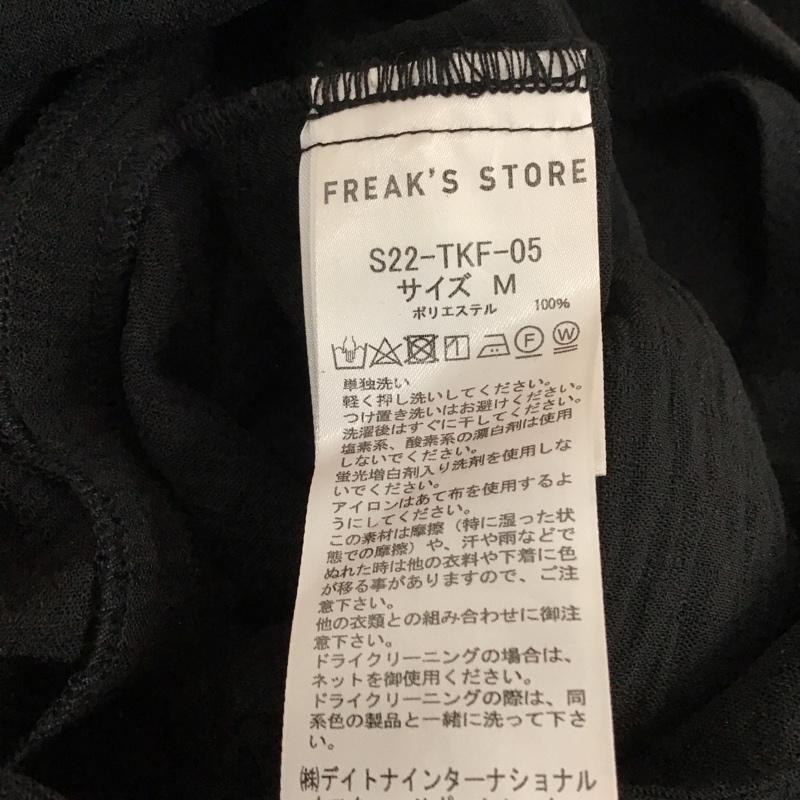 FREAK'S STORE
S22-TKF-05
サイズ M
ポリエステル 100%
F W
単独洗い
軽く押し洗いしてください。
つけ置き洗いはお避けください。
洗濯後はすぐに干してください。
塩素系、酸素系の漂白剤は使用
しないでください。
蛍光増白剤入り洗剤を使用しな
いでください。
アイロンはあて布を使用するよ
うにしてください。
この素材は摩擦（特に湿った状
態での摩擦）や、汗や雨などで
ぬれた時は他の衣料や下着に色
が移る事がありますので、ご注
意下さい。
他の衣類との組み合わせに御注
意下さい。
ドライクリーニングの場合は、
ネットを御使用ください。
ドライクリーニングの際は、同
系色の製品と一緒に洗って下さ
い。
㈱デイトナインターナショナル